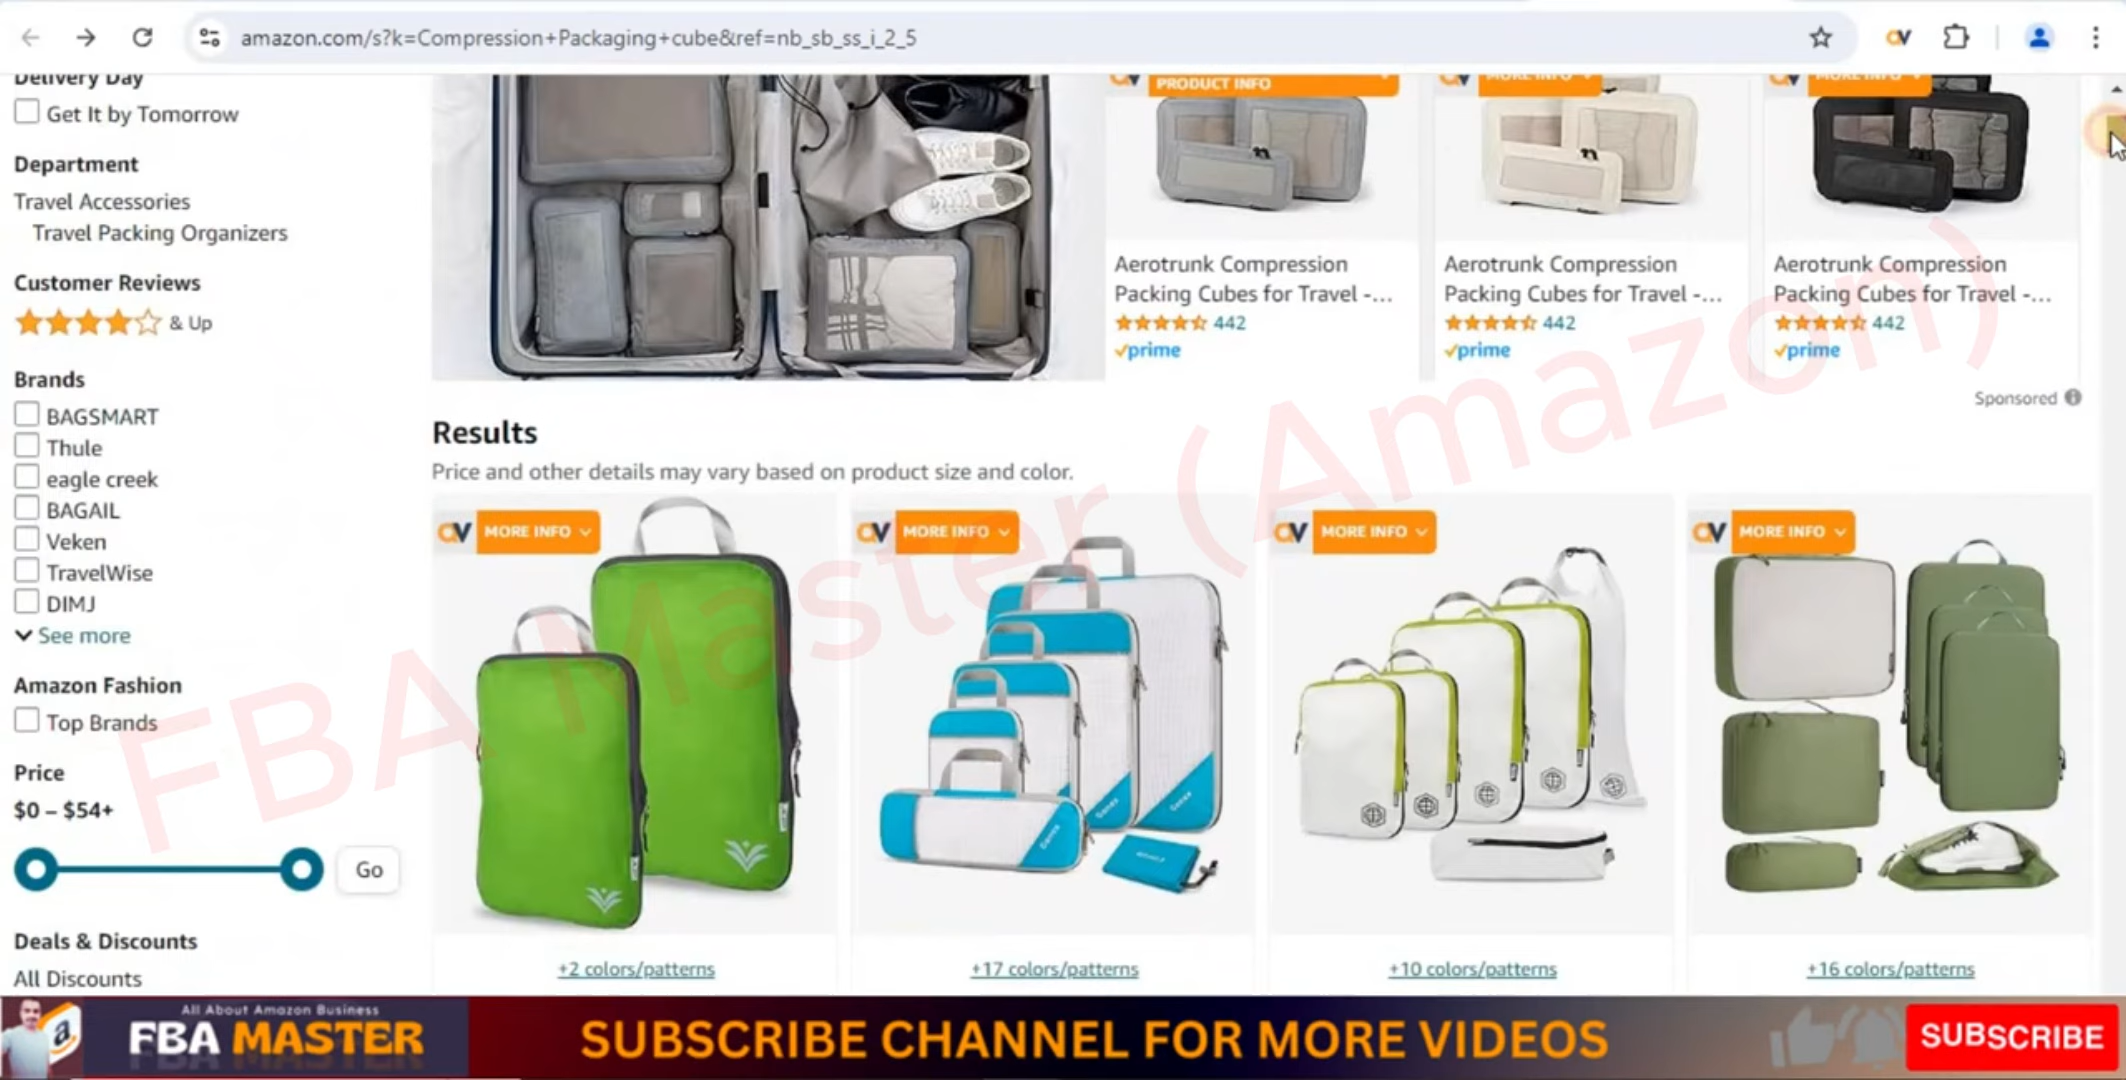 amazon.com/s?k=Compression+Packaging+cube&ref=nb_sb_ss_i_2_5
Delivery Day
Get It by Tomorrow
Department
Travel Accessories
Travel Packing Organizers
Customer Reviews
& Up
Brands
BAGSMART
Thule
eagle creek
BAGAIL
Veken
TravelWise
DIMJ
See more
Amazon Fashion
Top Brands
Price
$0 – $54+
Go
Deals & Discounts
All Discounts
PRODUCT INFO
MORE INFO
MORE INFO
Aerotrunk Compression
Packing Cubes for Travel -...
442
prime
Aerotrunk Compression
Packing Cubes for Travel -...
442
prime
Aerotrunk Compression
Packing Cubes for Travel -...
442
prime
Sponsored
Results
Price and other details may vary based on product size and color.
AV MORE INFO
AV MORE INFO
AV MORE INFO
AV MORE INFO
+2 colors/patterns
+17 colors/patterns
+10 colors/patterns
+16 colors/patterns
FBA Master (Amazon)
All About Amazon Business
FBA MASTER
SUBSCRIBE CHANNEL FOR MORE VIDEOS
SUBSCRIBE